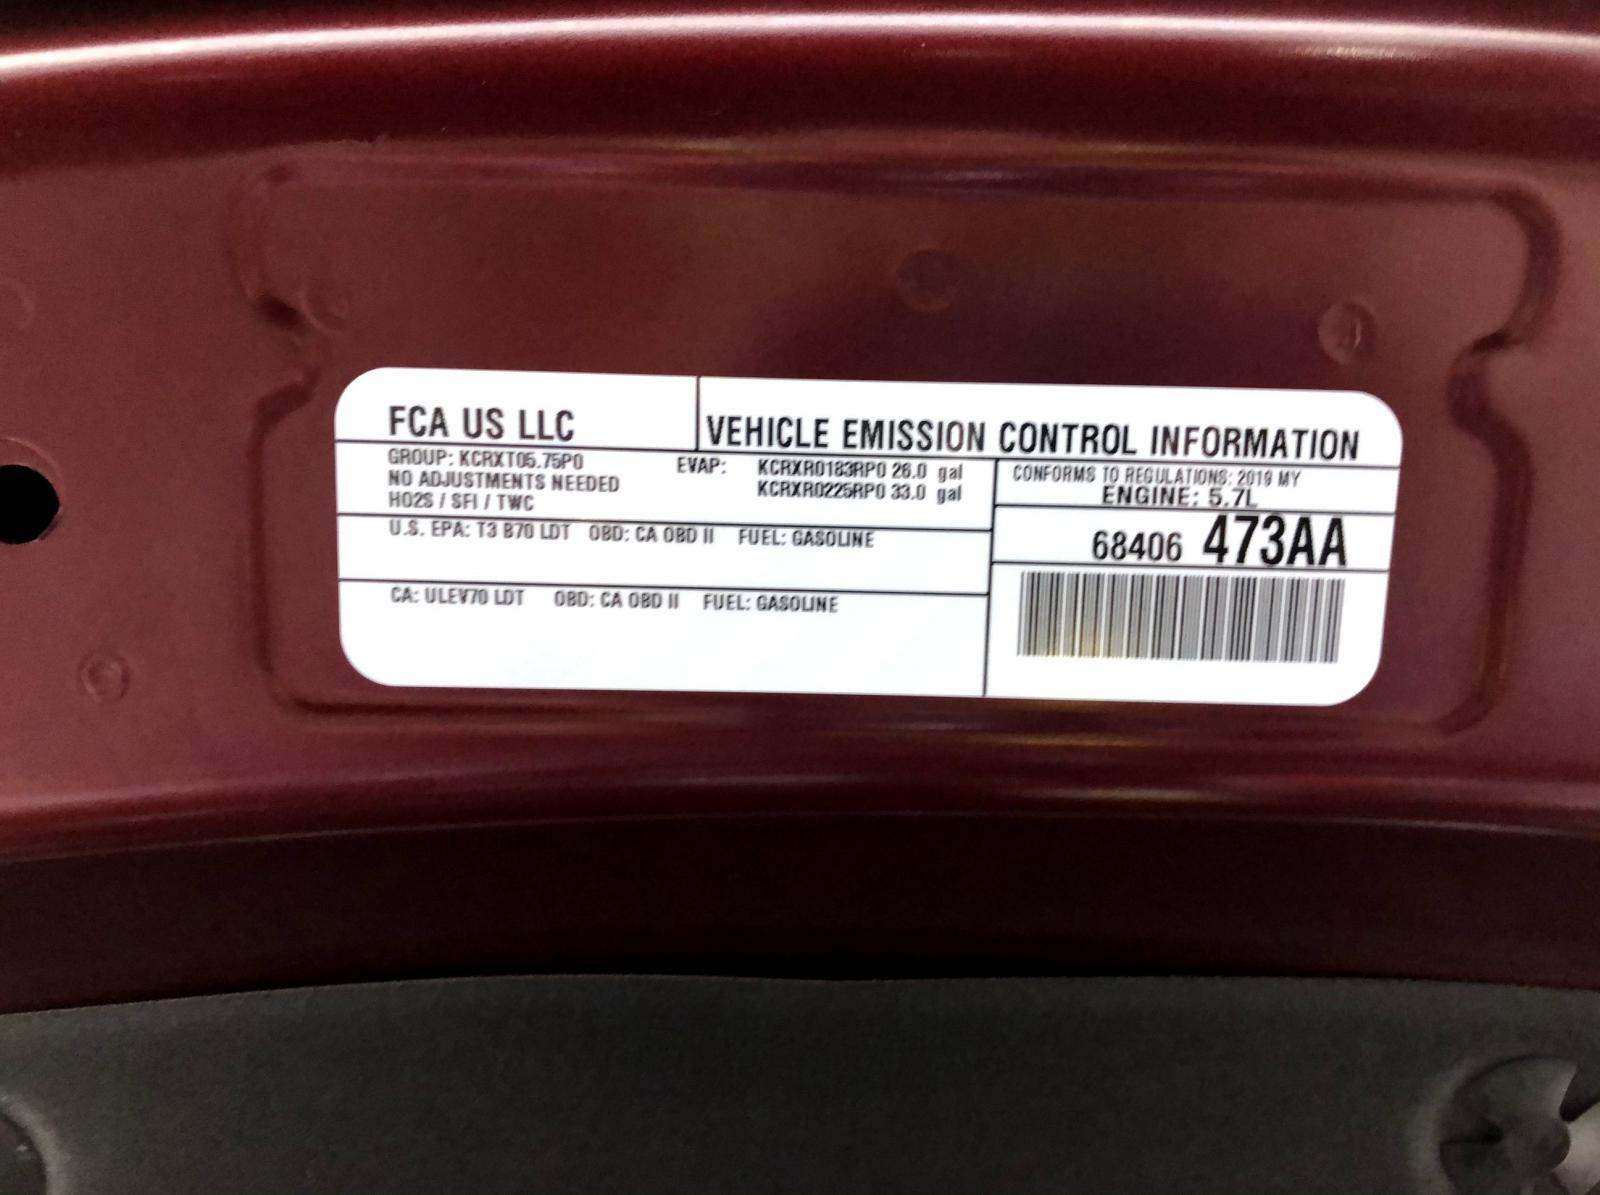 FCA US LLC
VEHICLE EMISSION CONTROL INFORMATION
GROUP: KCRXT05.75P0
NO ADJUSTMENTS NEEDED
HO2S / SFI / TWC
EVAP: KCRXR0183RP0 26.0 gal
KCRXR0225RP0 33.0 gal
CONFORMS TO REGULATIONS: 2019 MY
ENGINE: 5.7L
U.S. EPA: T3 B70 LDT OBD: CA OBD II FUEL: GASOLINE
68406 473AA
CA: ULEV70 LDT OBD: CA OBD II FUEL: GASOLINE